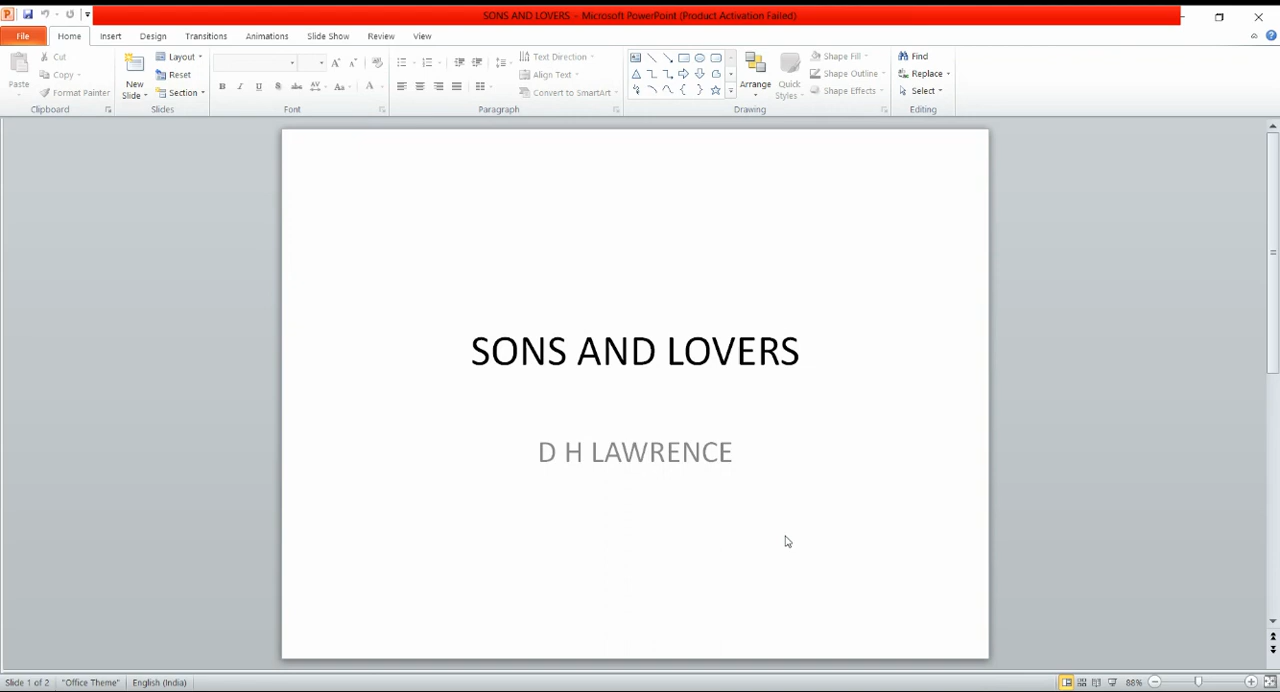 SONS AND LOVERS - Microsoft PowerPoint (Product Activation Failed)
File Home Insert Design Transitions Animations Slide Show Review View
Paste
Cut
Copy
Format Painter
Clipboard
New Slide
Layout
Reset
Section
Slides
B I U S abc AV Aa A
Font
Text Direction
Align Text
Convert to SmartArt
Paragraph
Arrange
Quick Styles
Shape Fill
Shape Outline
Shape Effects
Drawing
Find
Replace
Select
Editing
SONS AND LOVERS
D H LAWRENCE
Slide 1 of 2 "Office Theme" English (India) 88%